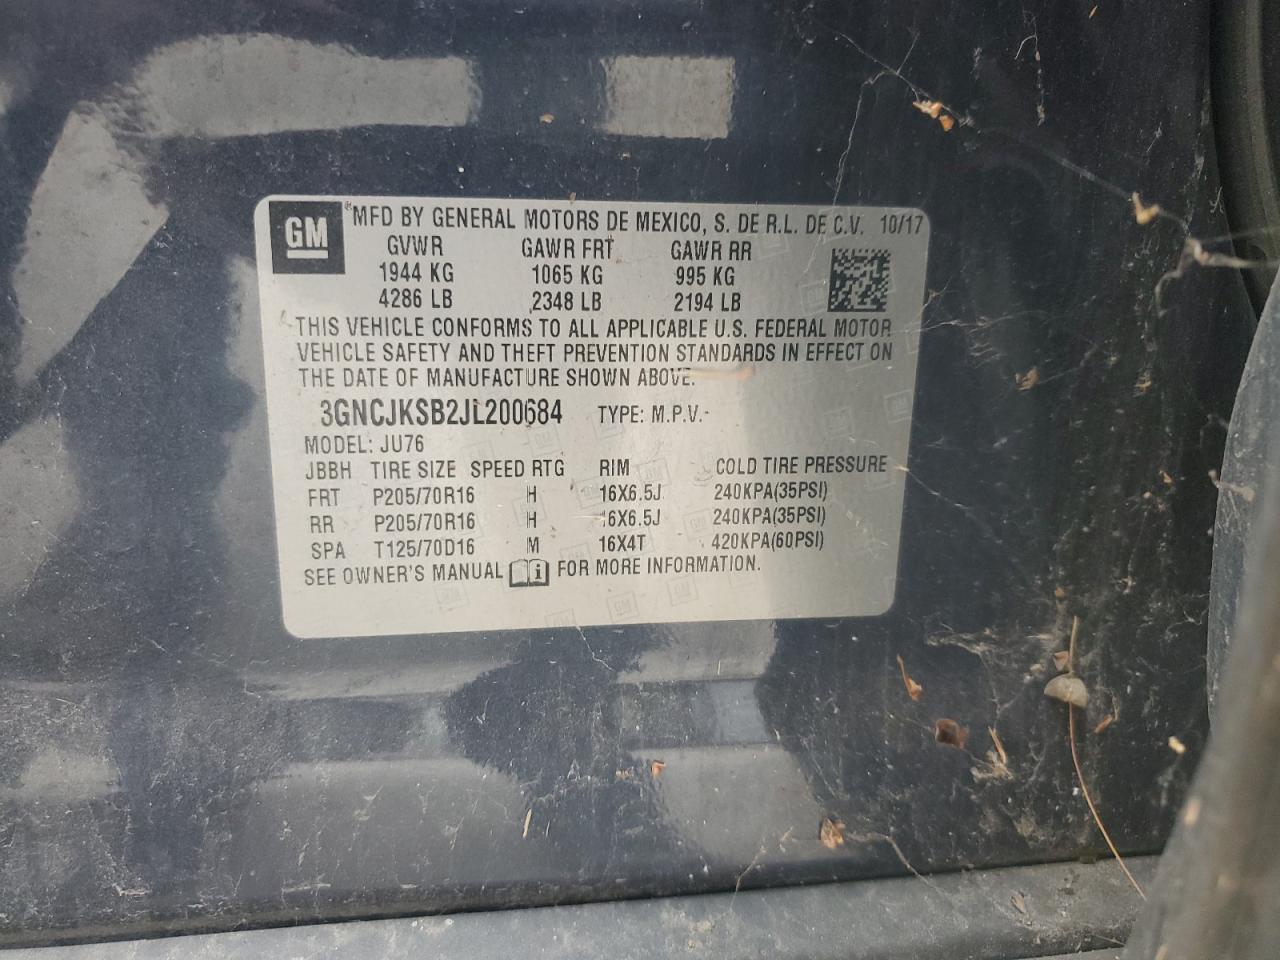 GM
MFD BY GENERAL MOTORS DE MEXICO, S. DE R.L. DE C.V. 10/17
GVWR GAWR FRT GAWR RR
1944 KG 1065 KG 995 KG
4286 LB 2348 LB 2194 LB
THIS VEHICLE CONFORMS TO ALL APPLICABLE U.S. FEDERAL MOTOR
VEHICLE SAFETY AND THEFT PREVENTION STANDARDS IN EFFECT ON
THE DATE OF MANUFACTURE SHOWN ABOVE.
3GNCJKSB2JL200684 TYPE: M.P.V.
MODEL: JU76
JBBH TIRE SIZE SPEED RTG RIM COLD TIRE PRESSURE
FRT P205/70R16 H 16X6.5J 240KPA(35PSI)
RR P205/70R16 H 16X6.5J 240KPA(35PSI)
SPA T125/70D16 M 16X4T 420KPA(60PSI)
SEE OWNER'S MANUAL FOR MORE INFORMATION.